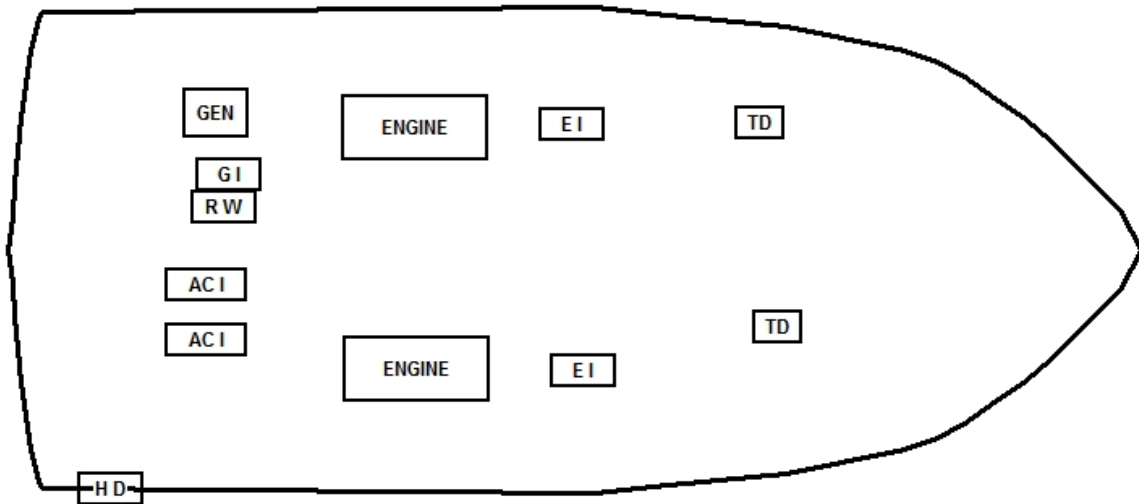 GEN
ENGINE
E I
TD
G I
R W
AC I
AC I
TD
ENGINE
E I
H D